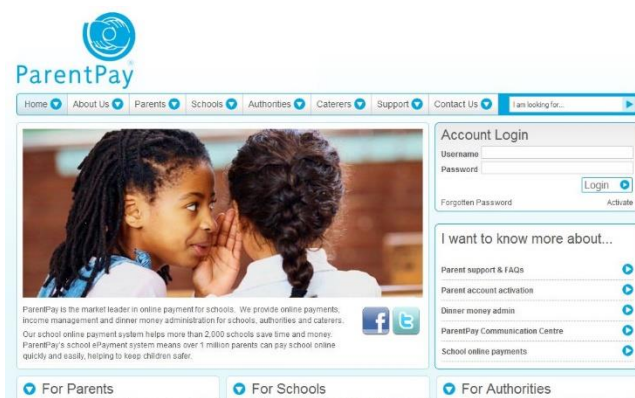 ParentPay
Home About Us Parents Schools Authorities Caterers Support Contact Us I am looking for...
Account Login
Username
Password
Login
Forgotten Password Activate
I want to know more about...
Parent support & FAQs
Parent account activation
Dinner money admin
ParentPay Communication Centre
School online payments
ParentPay is the market leader in online payment for schools. We provide online payments,
income management and dinner money administration for schools, authorities and caterers.
Our school online payment system helps more than 2,000 schools save time and money.
ParentPay's school ePayment system means over 1 million parents can pay school online
quickly and easily, helping to keep children safer.
f t
For Parents For Schools For Authorities